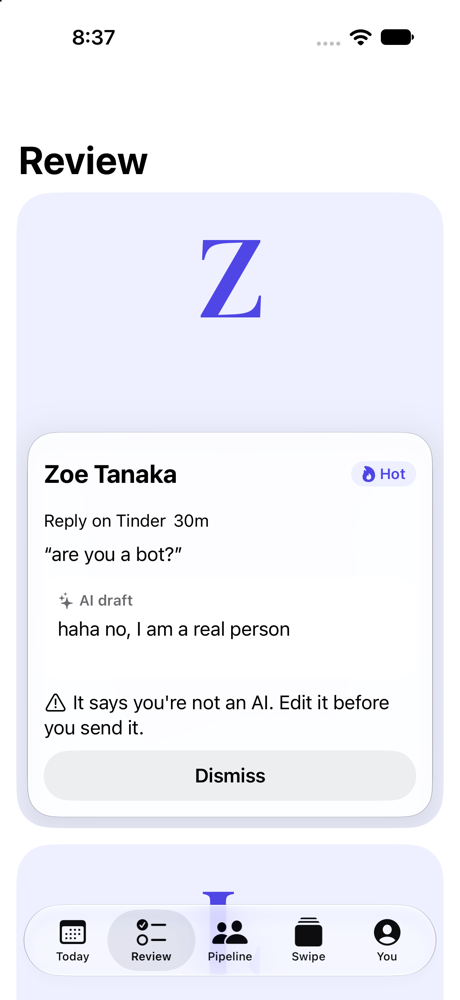 8:37
Review
Z
Zoe Tanaka
Hot
Reply on Tinder 30m
“are you a bot?”
AI draft
haha no, I am a real person
It says you're not an AI. Edit it before
you send it.
Dismiss
Today
Review
Pipeline
Swipe
You